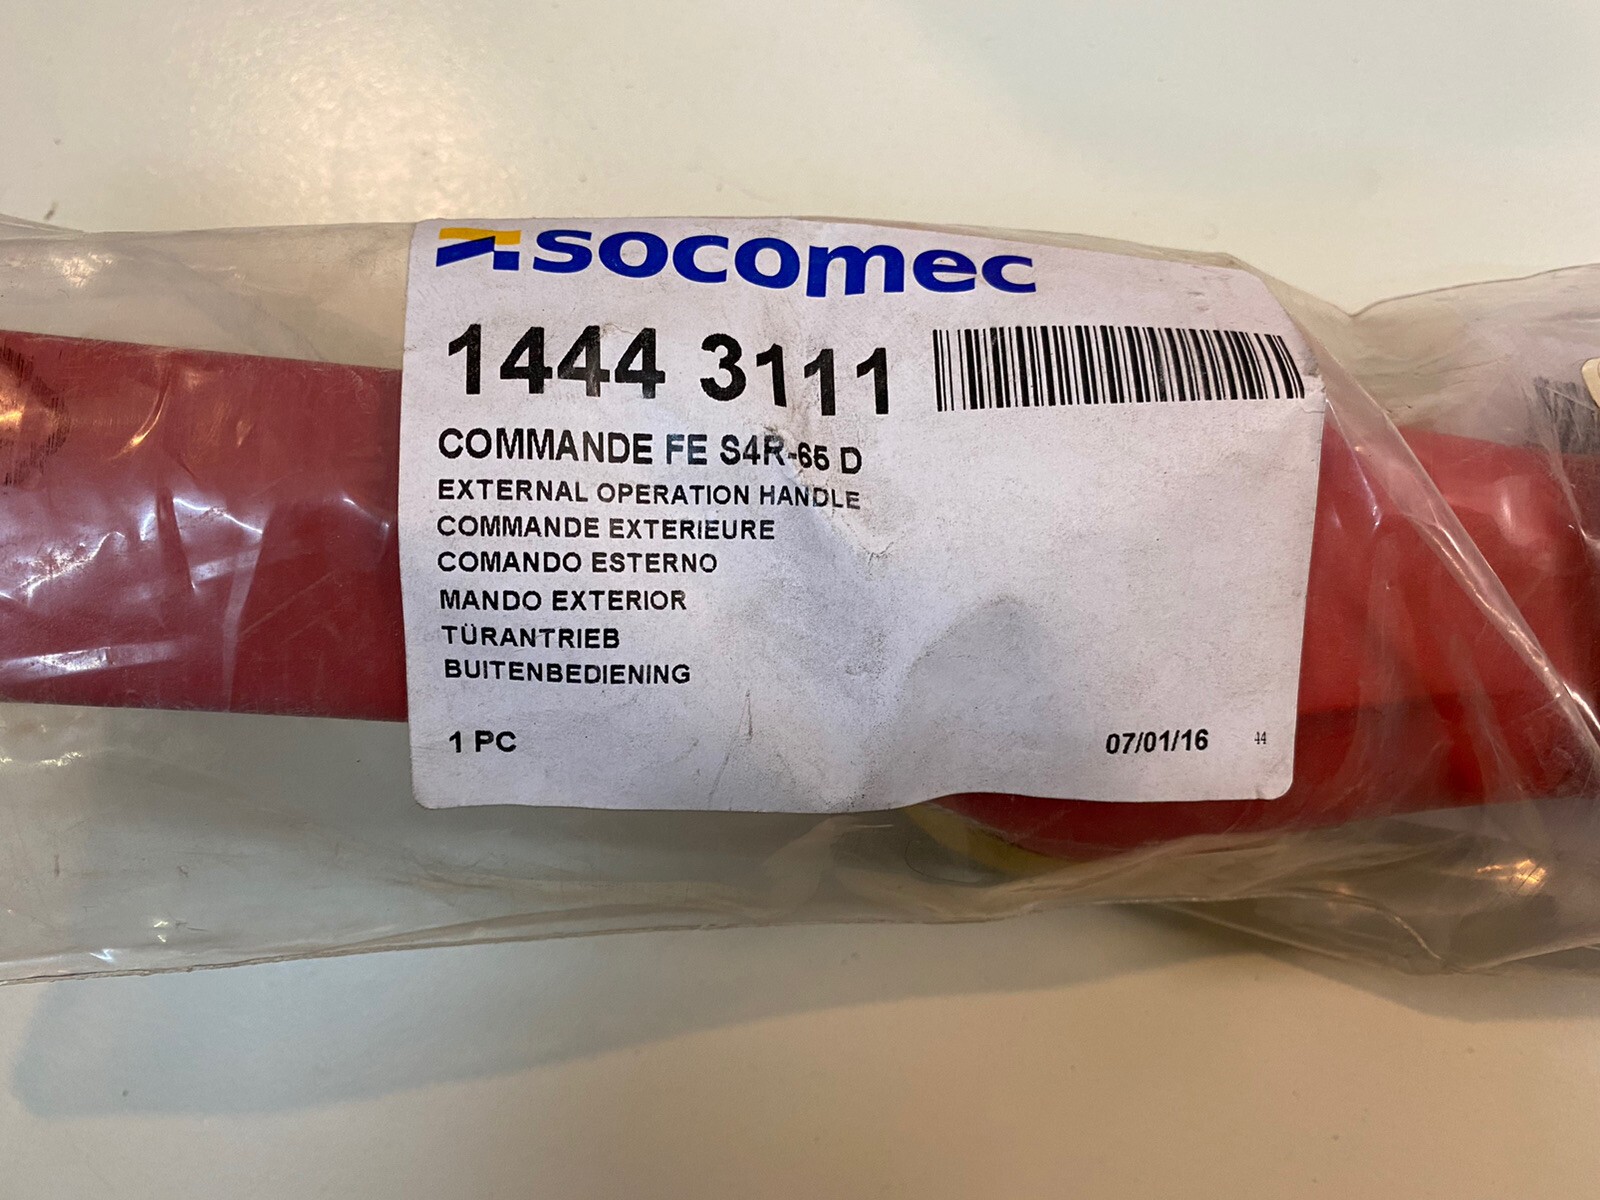 socomec
1444 3111
COMMANDE FE S4R-65 D
EXTERNAL OPERATION HANDLE
COMMANDE EXTERIEURE
COMANDO ESTERNO
MANDO EXTERIOR
TÜRANTRIEB
BUITENBEDIENING
1 PC
07/01/16 44